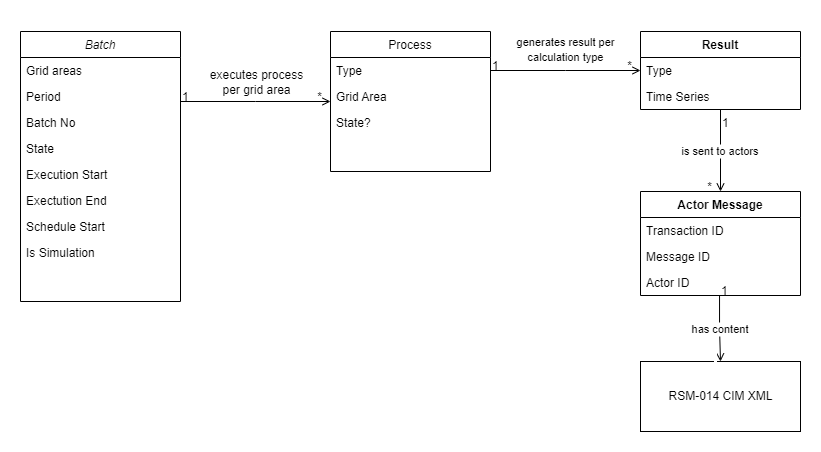 Batch
Grid areas
Period
Batch No
State
Execution Start
Exectution End
Schedule Start
Is Simulation
executes process
per grid area
1
*
Process
Type
Grid Area
State?
generates result per
calculation type
1
*
Result
Type
Time Series
1
is sent to actors
*
Actor Message
Transaction ID
Message ID
Actor ID
1
has content
RSM-014 CIM XML